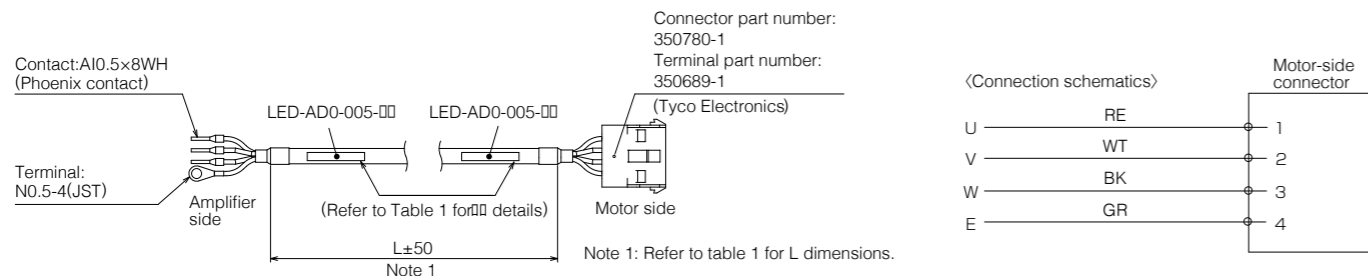 Connector part number:
350780-1
Terminal part number:
350689-1
(Tyco Electronics)
Contact:AI0.5×8WH
(Phoenix contact)
LED-AD0-005-▯▯
LED-AD0-005-▯▯
Terminal:
N0.5-4(JST)
Amplifier
side
(Refer to Table 1 for▯▯ details)
Motor side
L±50
Note 1
Note 1: Refer to table 1 for L dimensions.
〈Connection schematics〉
Motor-side
connector
U RE 1
V WT 2
W BK 3
E GR 4